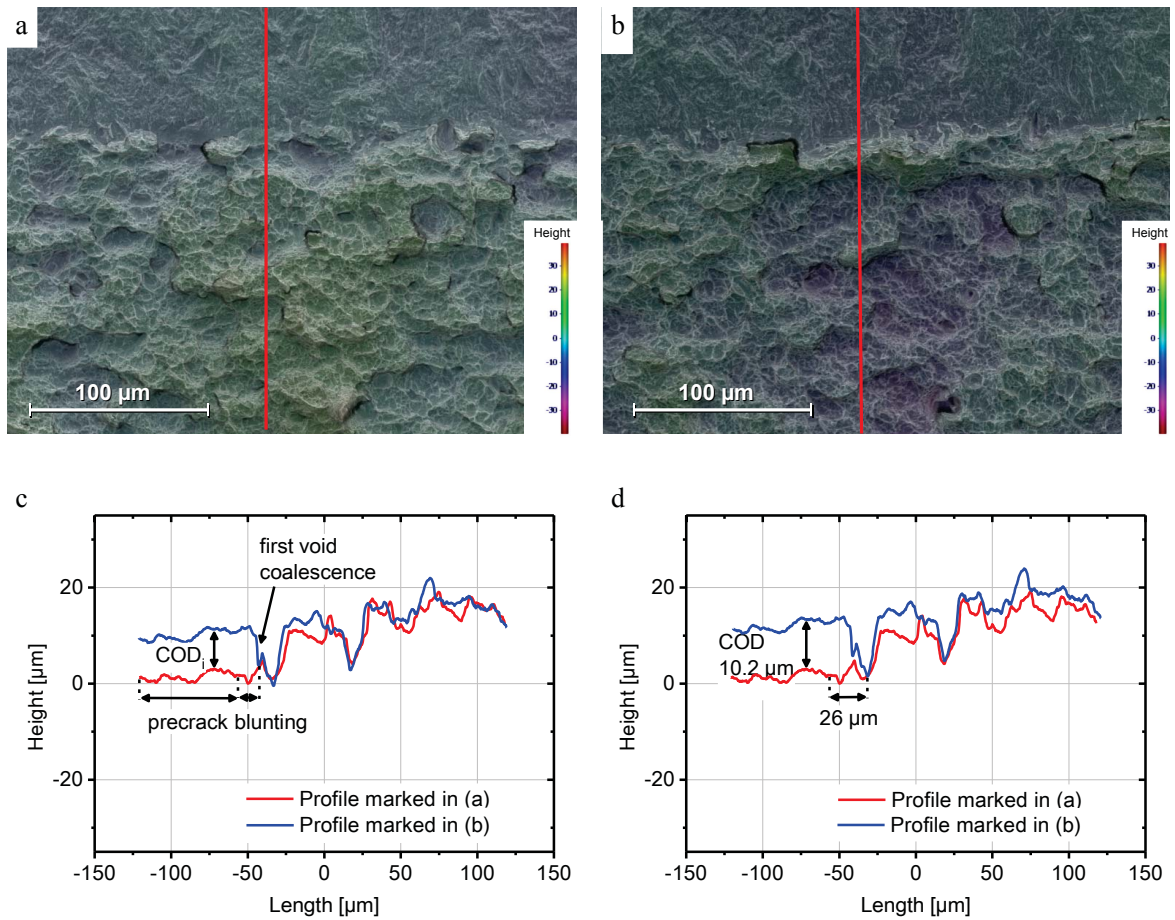 a
Height
30
20
10
0
-10
-20
-30
100 µm
b
Height
30
20
10
0
-10
-20
-30
100 µm
c
20
0
-20
Height [µm]
first void
coalescence
CODi
precrack blunting
Profile marked in (a)
Profile marked in (b)
-150 -100 -50 0 50 100 150
Length [µm]
d
20
0
-20
Height [µm]
COD
10.2 µm
26 µm
Profile marked in (a)
Profile marked in (b)
-150 -100 -50 0 50 100 150
Length [µm]